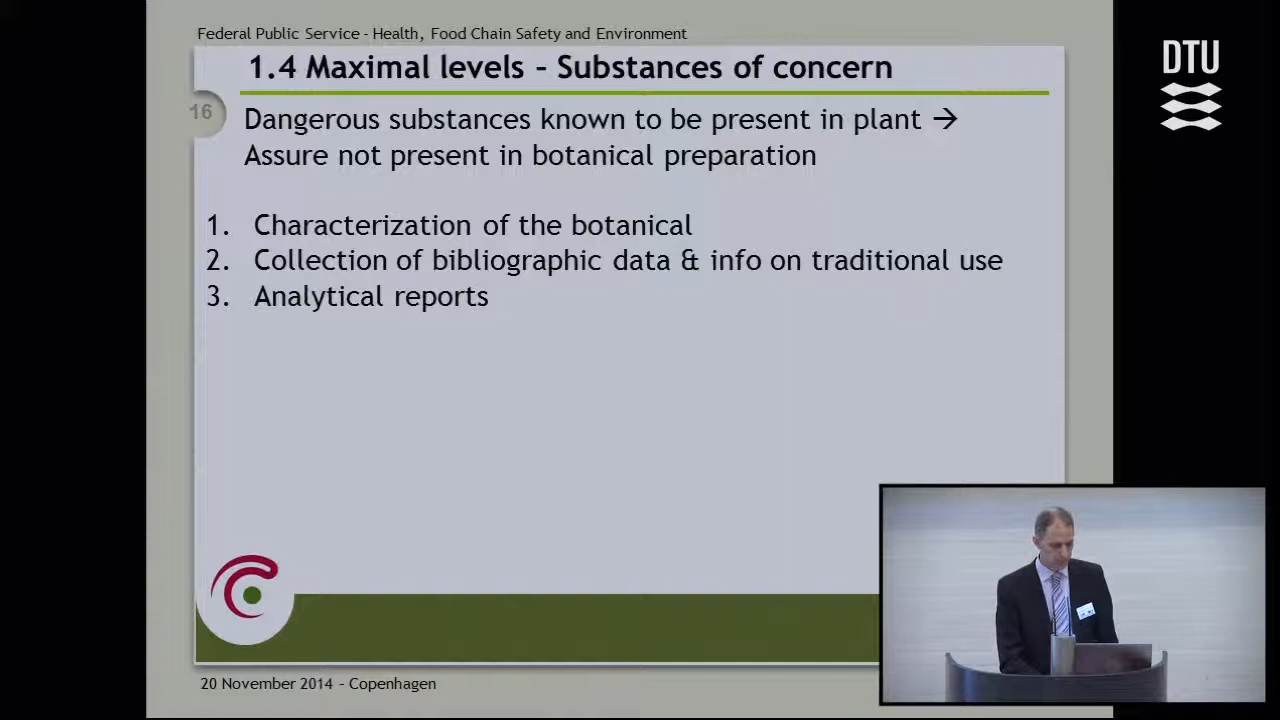 Federal Public Service - Health, Food Chain Safety and Environment
1.4 Maximal levels – Substances of concern
16
Dangerous substances known to be present in plant →
Assure not present in botanical preparation
1. Characterization of the botanical
2. Collection of bibliographic data & info on traditional use
3. Analytical reports
20 November 2014 – Copenhagen
DTU